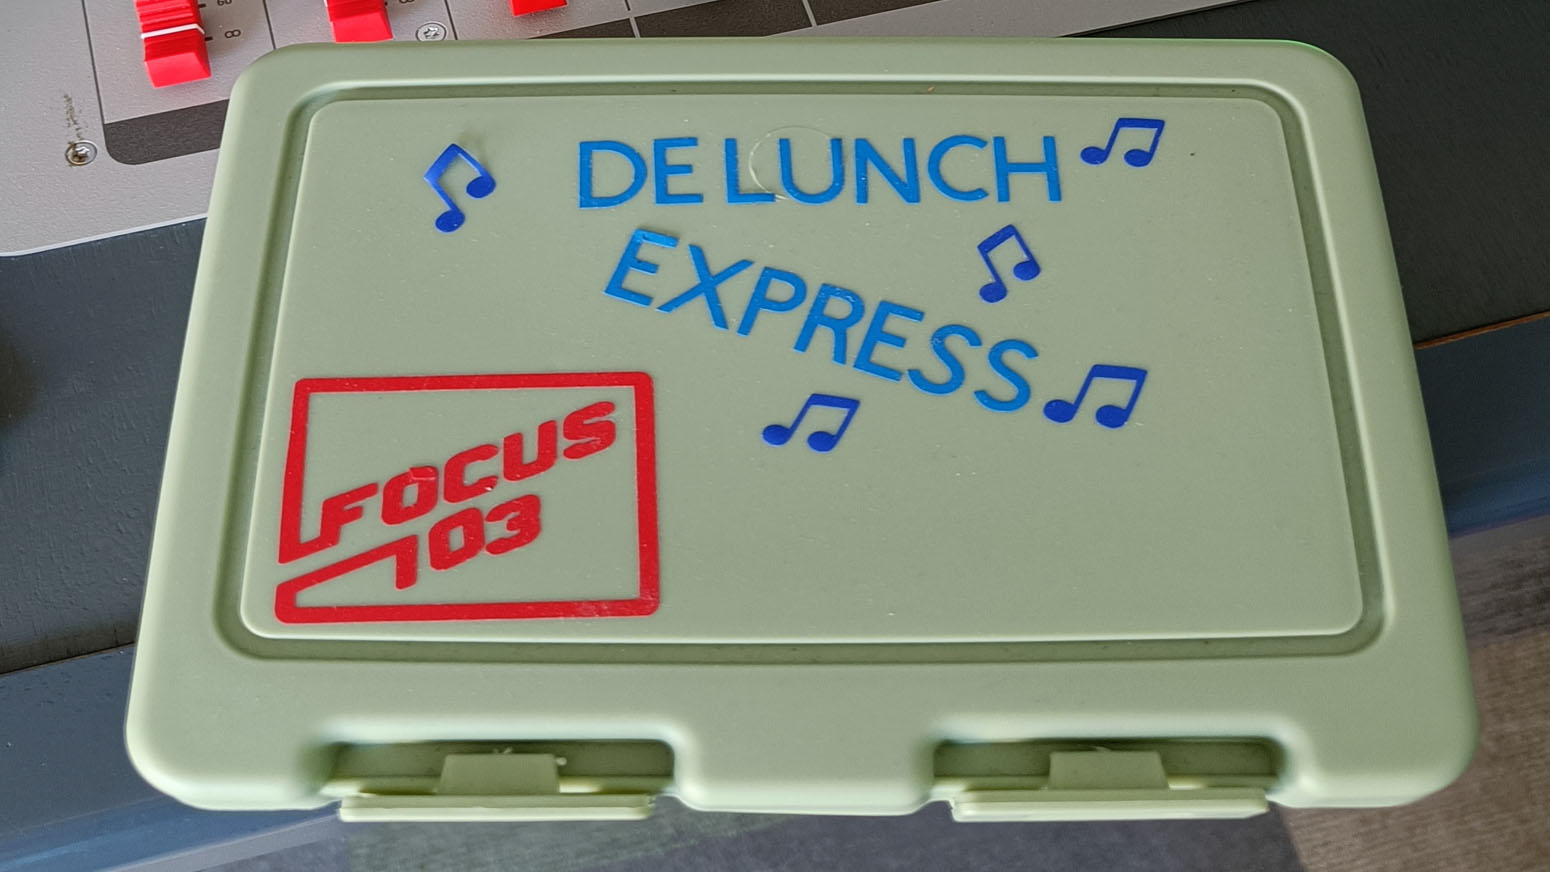 DE LUNCH
EXPRESS
FOCUS
103